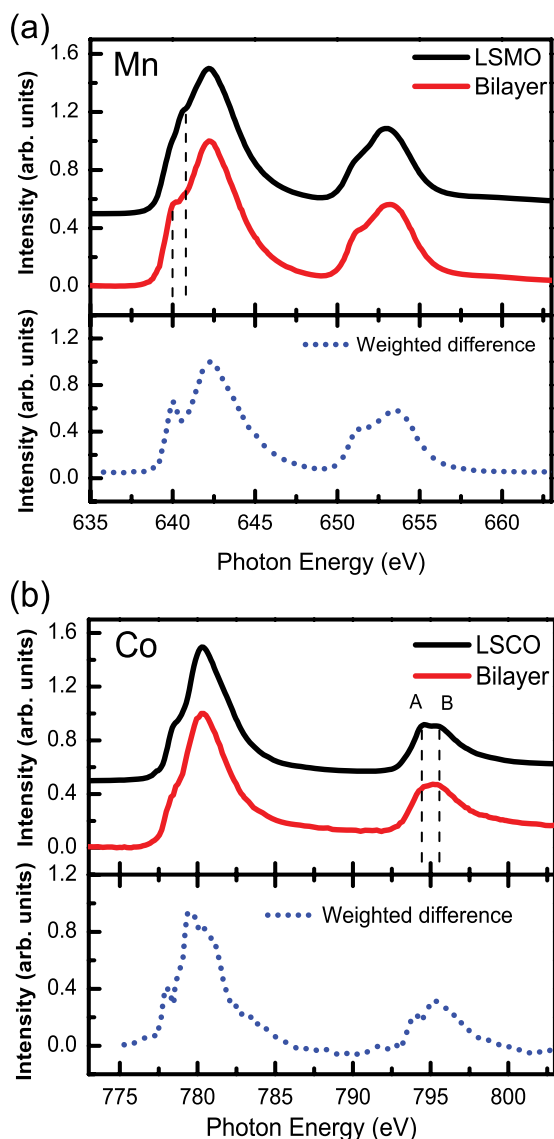 (a)
Mn
LSMO
Bilayer
Intensity (arb. units)
1.6
1.2
0.8
0.4
0.0
Weighted difference
Intensity (arb. units)
1.2
0.8
0.4
0.0
635 640 645 650 655 660
Photon Energy (eV)
(b)
Co
LSCO
Bilayer
A B
Intensity (arb. units)
1.6
1.2
0.8
0.4
0.0
Weighted difference
Intensity (arb. units)
1.2
0.8
0.4
0.0
775 780 785 790 795 800
Photon Energy (eV)